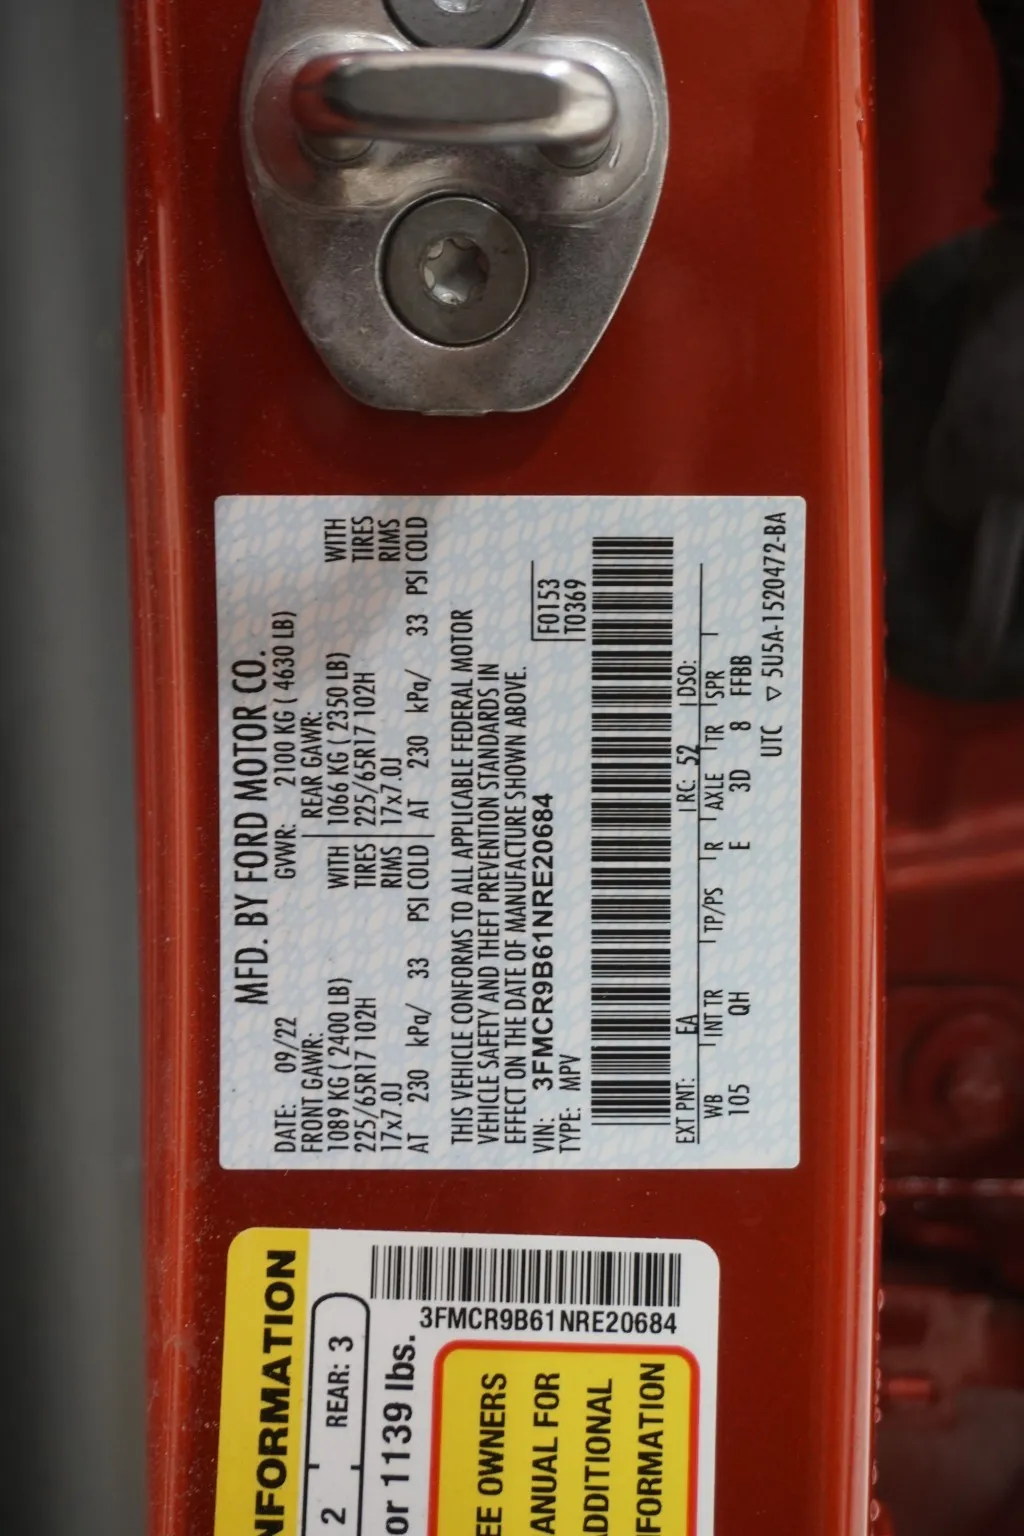 MFD. BY FORD MOTOR CO.
DATE: 09/22 GVWR: 2100 KG ( 4630 LB)
FRONT GAWR: REAR GAWR:
1089 KG ( 2400 LB) WITH 1066 KG ( 2350 LB) WITH
225/65R17 102H TIRES 225/65R17 102H TIRES
17x7.0J RIMS 17x7.0J RIMS
AT 230 kPa/ 33 PSI COLD AT 230 kPa/ 33 PSI COLD
THIS VEHICLE CONFORMS TO ALL APPLICABLE FEDERAL MOTOR
VEHICLE SAFETY AND THEFT PREVENTION STANDARDS IN
EFFECT ON THE DATE OF MANUFACTURE SHOWN ABOVE.
VIN: 3FMCR9B61NRE20684 F0153
TYPE: MPV T0369
EXT PNT: EA RC: 52 DSO:
WB INT TR TP/PS R AXLE TR SPR
105 QH E 3D 8 FFBB
UTC ▽ 5U5A-1520472-BA
NFORMATION
2 REAR: 3
or 1139 lbs.
3FMCR9B61NRE20684
EE OWNERS
ANUAL FOR
ADDITIONAL
FORMATION